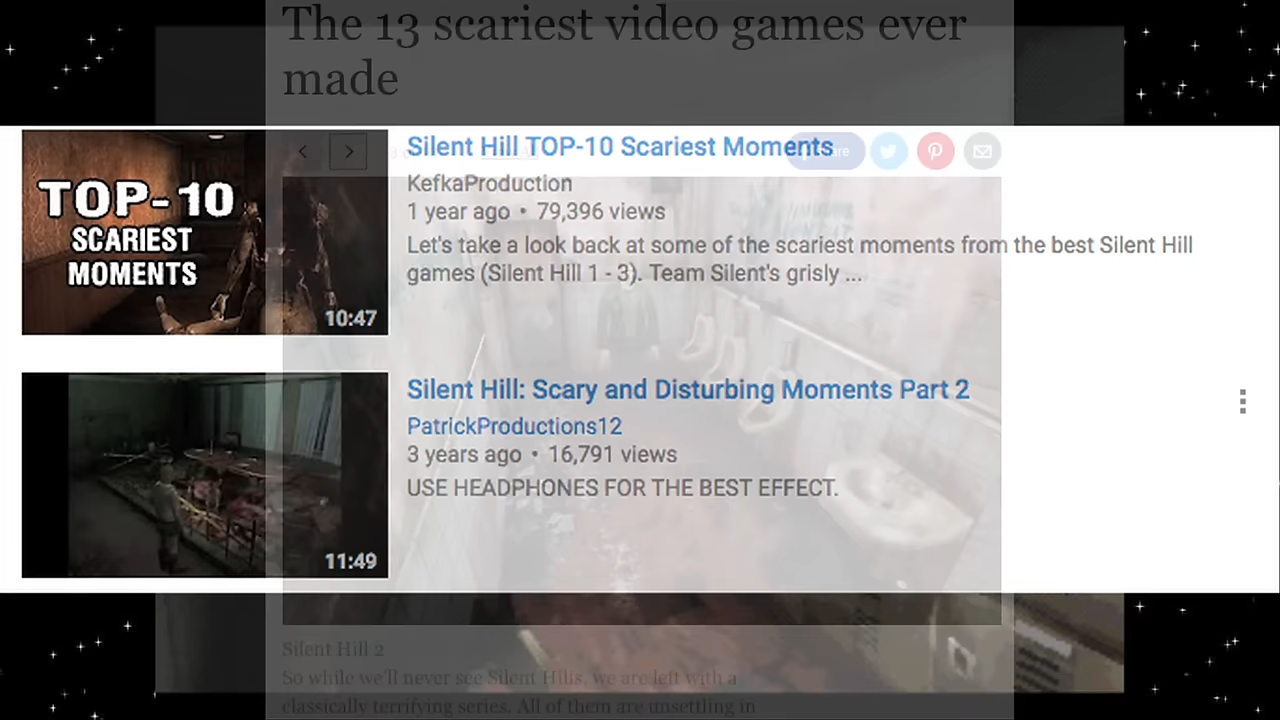 The 13 scariest video games ever
made
TOP-10
SCARIEST
MOMENTS
10:47
Silent Hill TOP-10 Scariest Moments
KefkaProduction
1 year ago • 79,396 views
Let's take a look back at some of the scariest moments from the best Silent Hill
games (Silent Hill 1 - 3). Team Silent's grisly ...
11:49
Silent Hill: Scary and Disturbing Moments Part 2
PatrickProductions12
3 years ago • 16,791 views
USE HEADPHONES FOR THE BEST EFFECT.
Silent Hill 2
So while we'll never see Silent Hills, we are left with a
classically terrifying series. All of them are unsettling in